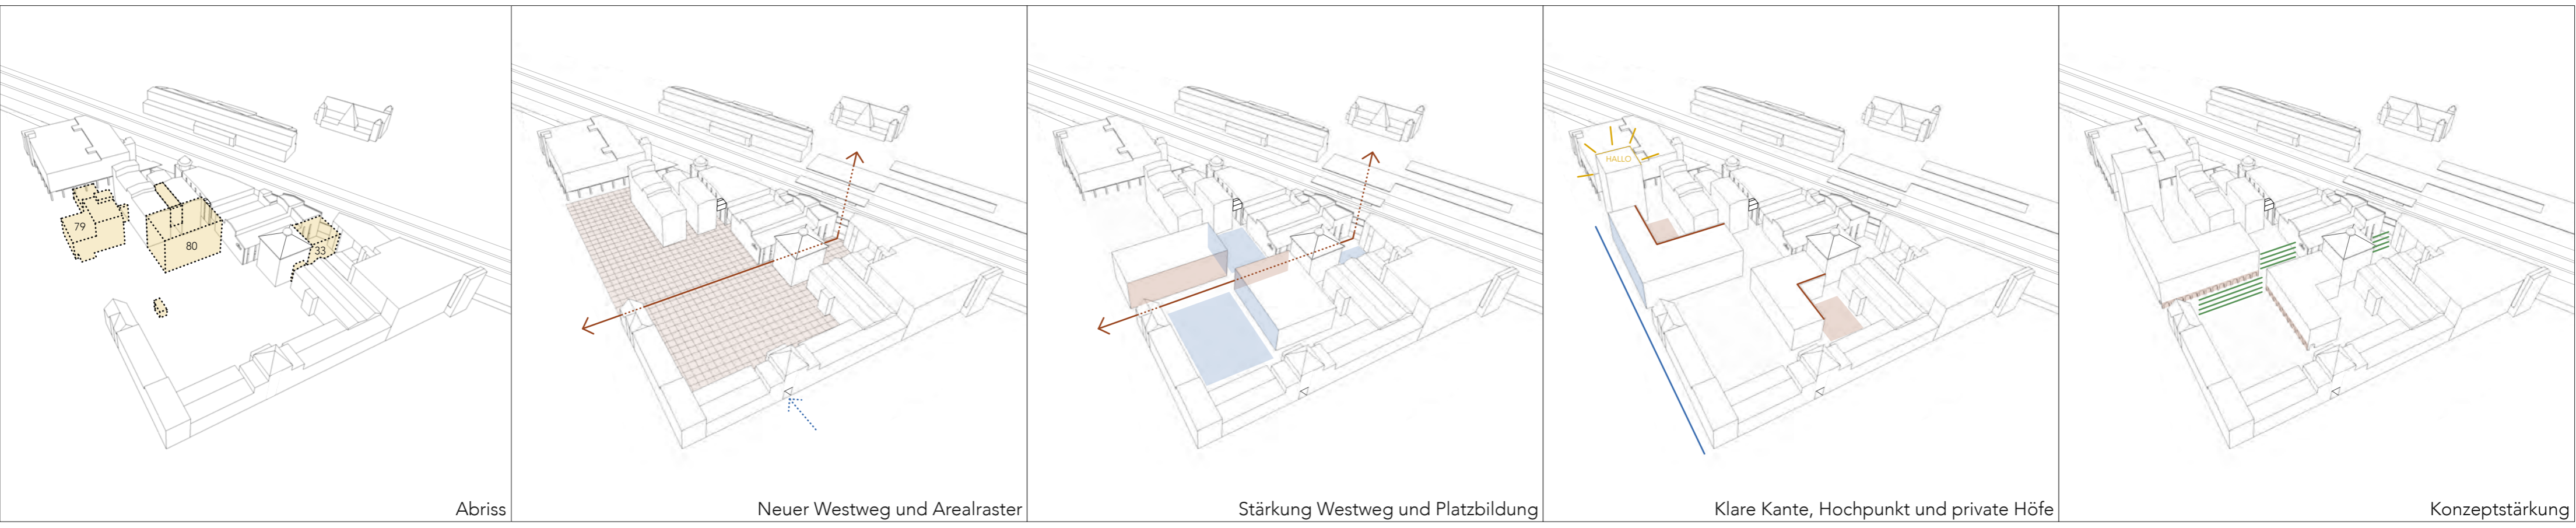 79
80
33
Abriss
Neuer Westweg und Arealraster
Stärkung Westweg und Platzbildung
HALLO
Klare Kante, Hochpunkt und private Höfe
Konzeptstärkung